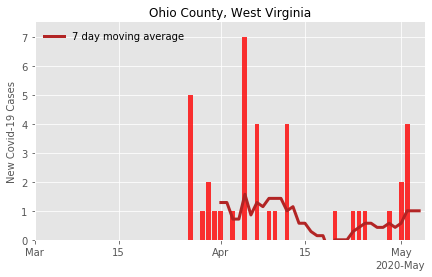 Ohio County, West Virginia
7 day moving average
New Covid-19 Cases
7
6
5
4
3
2
1
0
Mar
15
Apr
15
May
2020-May